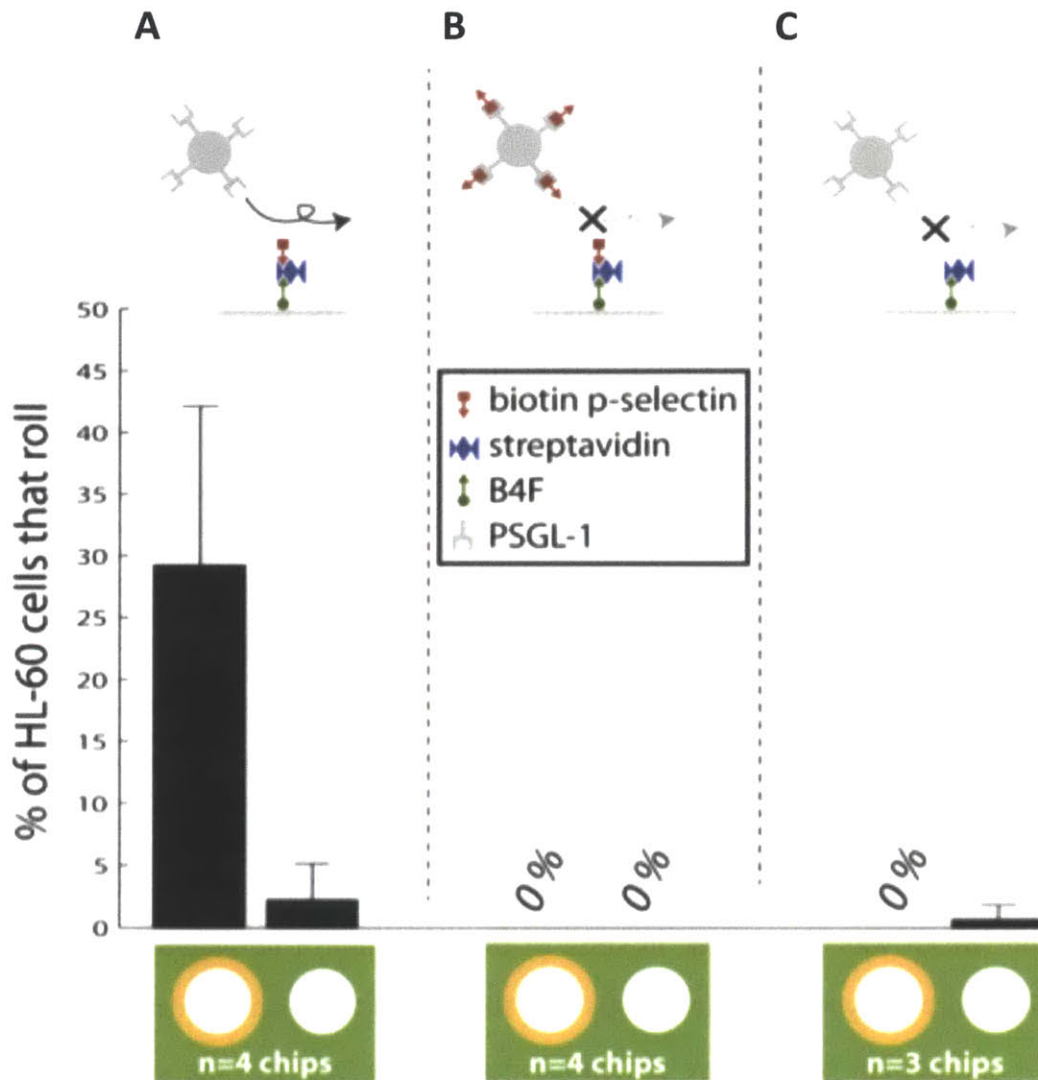 A
B
C
50
45
40
35
30
25
20
15
10
5
0
% of HL-60 cells that roll
biotin p-selectin
streptavidin
B4F
PSGL-1
0%
0%
0%
n=4 chips
n=4 chips
n=3 chips